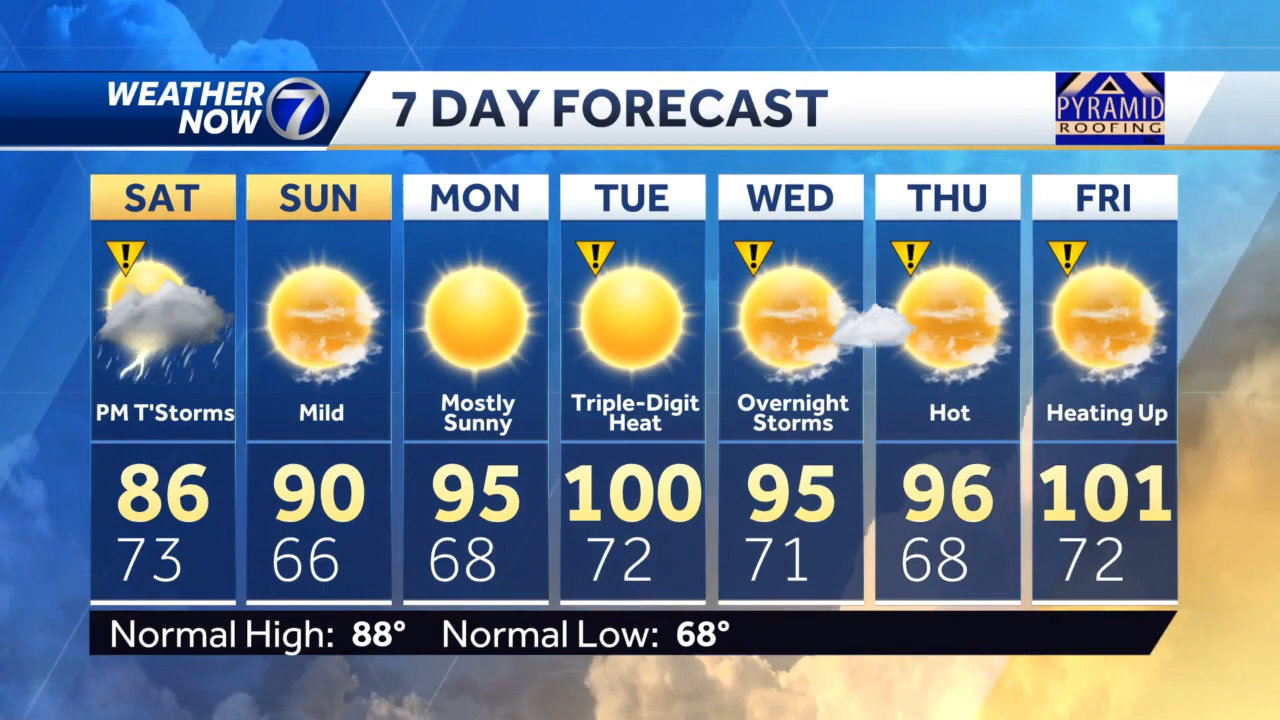 WEATHER
NOW
7
7 DAY FORECAST
PYRAMID
ROOFING
SAT
SUN
MON
TUE
WED
THU
FRI
!
!
!
!
!
PM T'Storms
Mild
Mostly
Sunny
Triple-Digit
Heat
Overnight
Storms
Hot
Heating Up
86
90
95
100
95
96
101
73
66
68
72
71
68
72
Normal High: 88° Normal Low: 68°